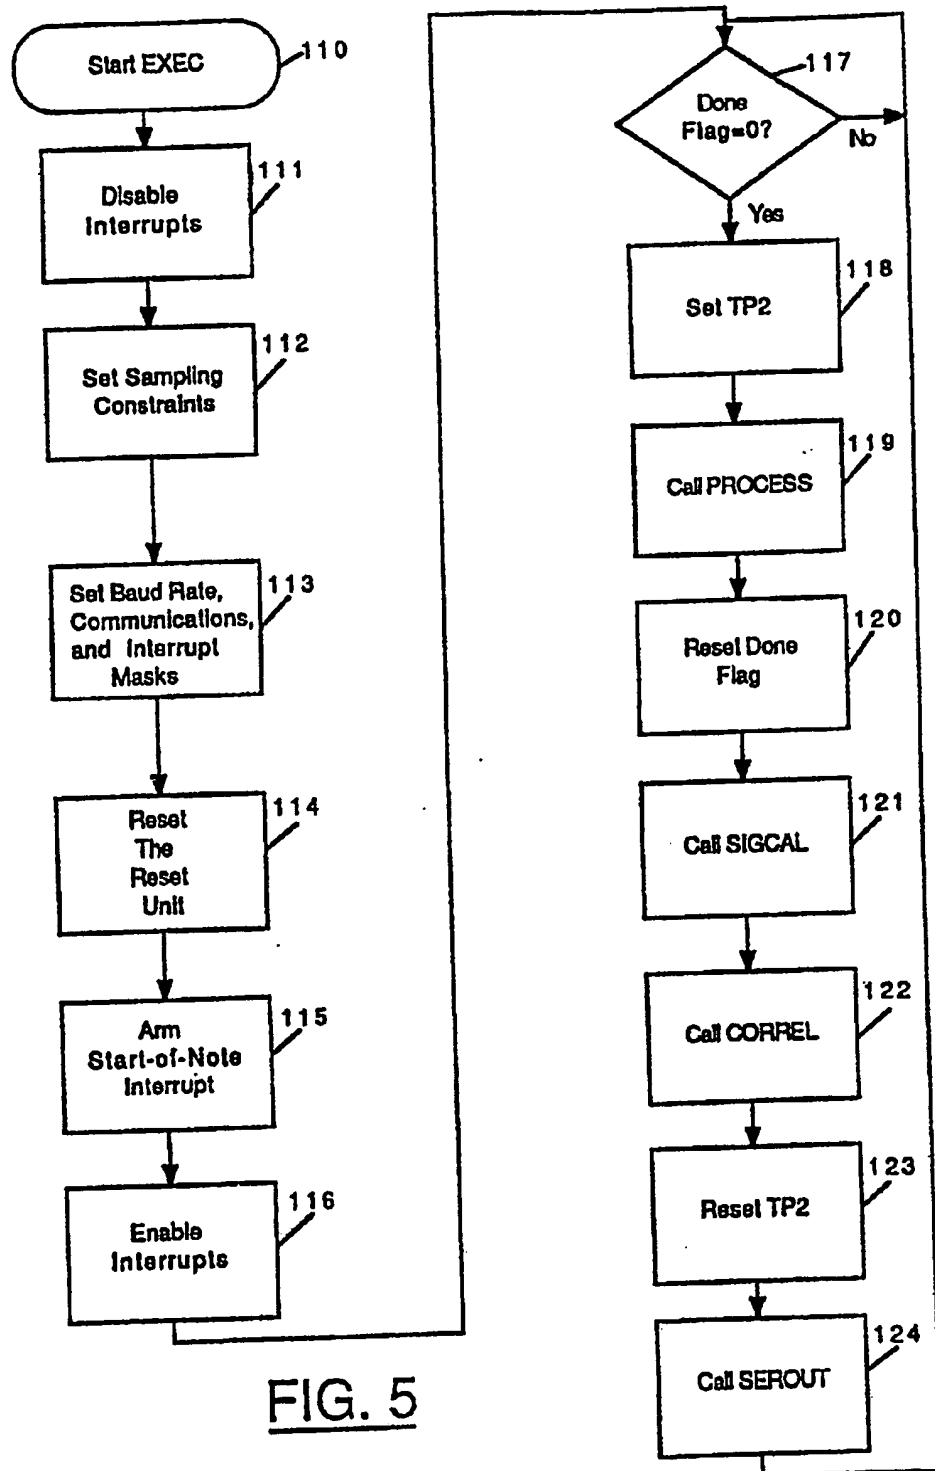 Start EXEC
110
Disable
Interrupts
111
Set Sampling
Constraints
112
Set Baud Rate,
Communications,
and Interrupt
Masks
113
Reset
The
Reset
Unit
114
Arm
Start-of-Note
Interrupt
115
Enable
Interrupts
116
Done
Flag=0?
117
No
Yes
Set TP2
118
Call PROCESS
119
Reset Done
Flag
120
Call SIGCAL
121
Call CORREL
122
Reset TP2
123
Call SEROUT
124
FIG. 5